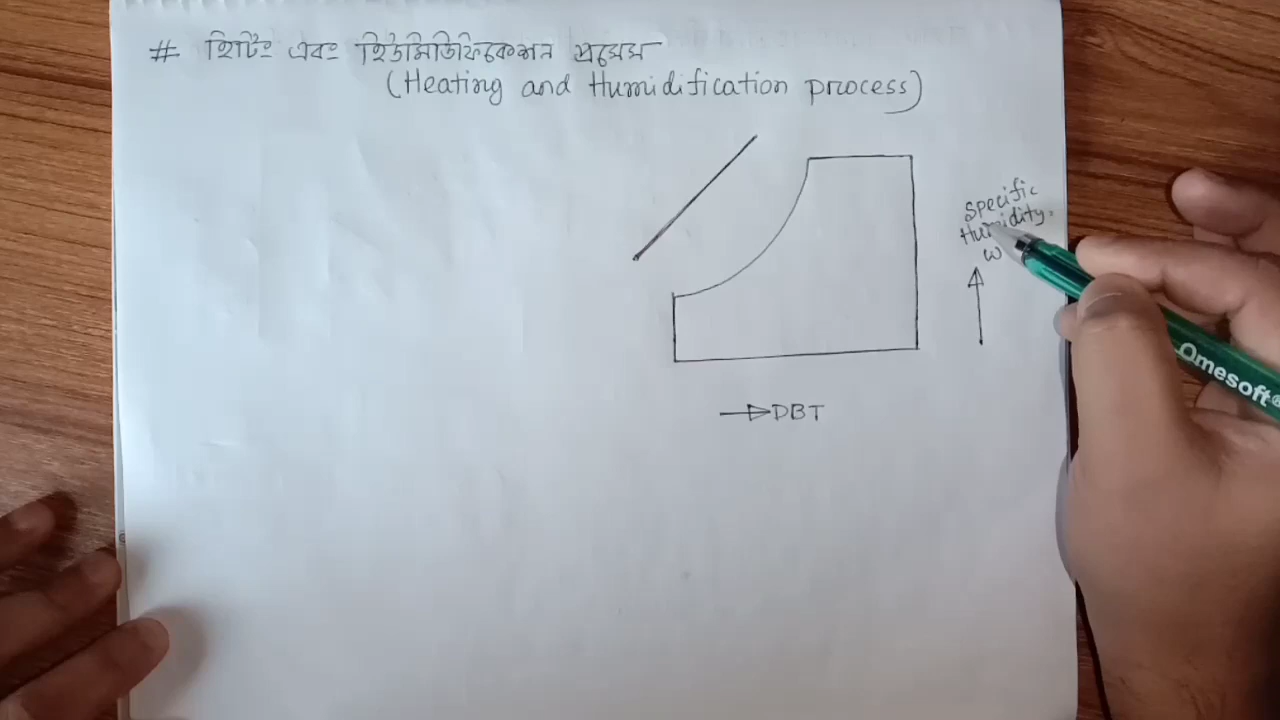 # হিটিং এবং হিউমিডিফিকেশন প্রসেস
(Heating and Humidification process)
Specific
Humidity.
ω
DBT
Omesoft®